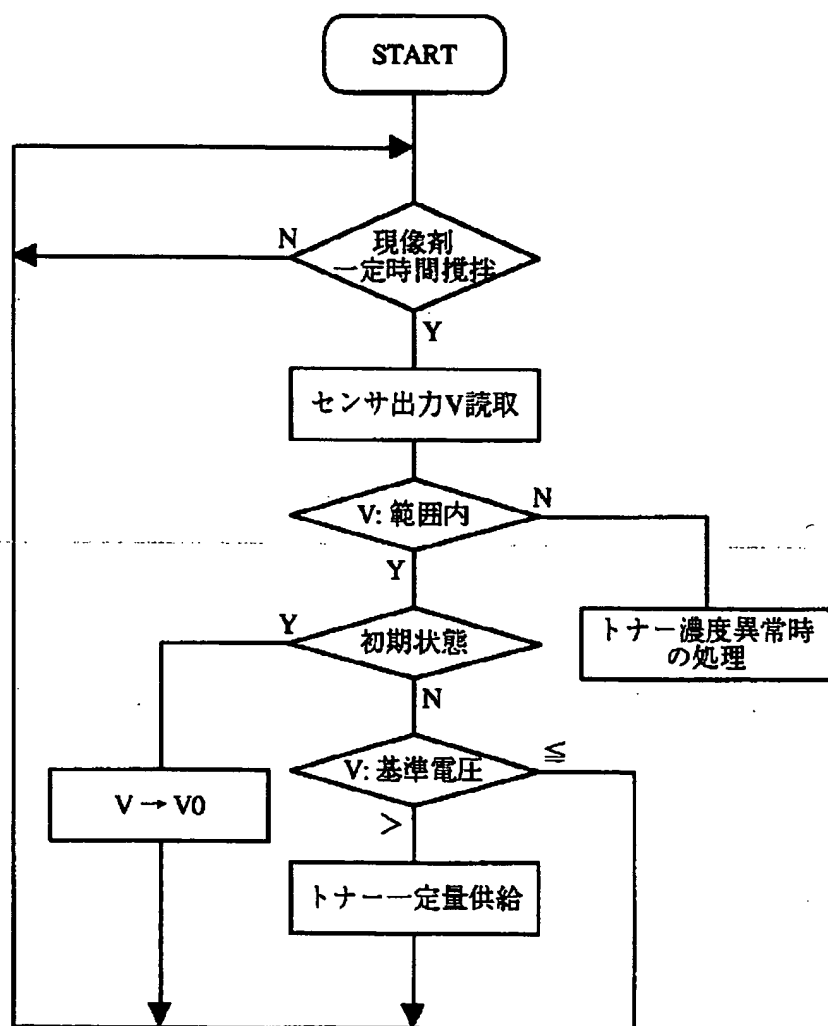 START
N
現像剤
一定時間撹拌
Y
センサ出力V読取
V: 範囲内
N
Y
トナー濃度異常時
の処理
Y
初期状態
N
V: 基準電圧
≦
V → V0
>
トナー一定量供給